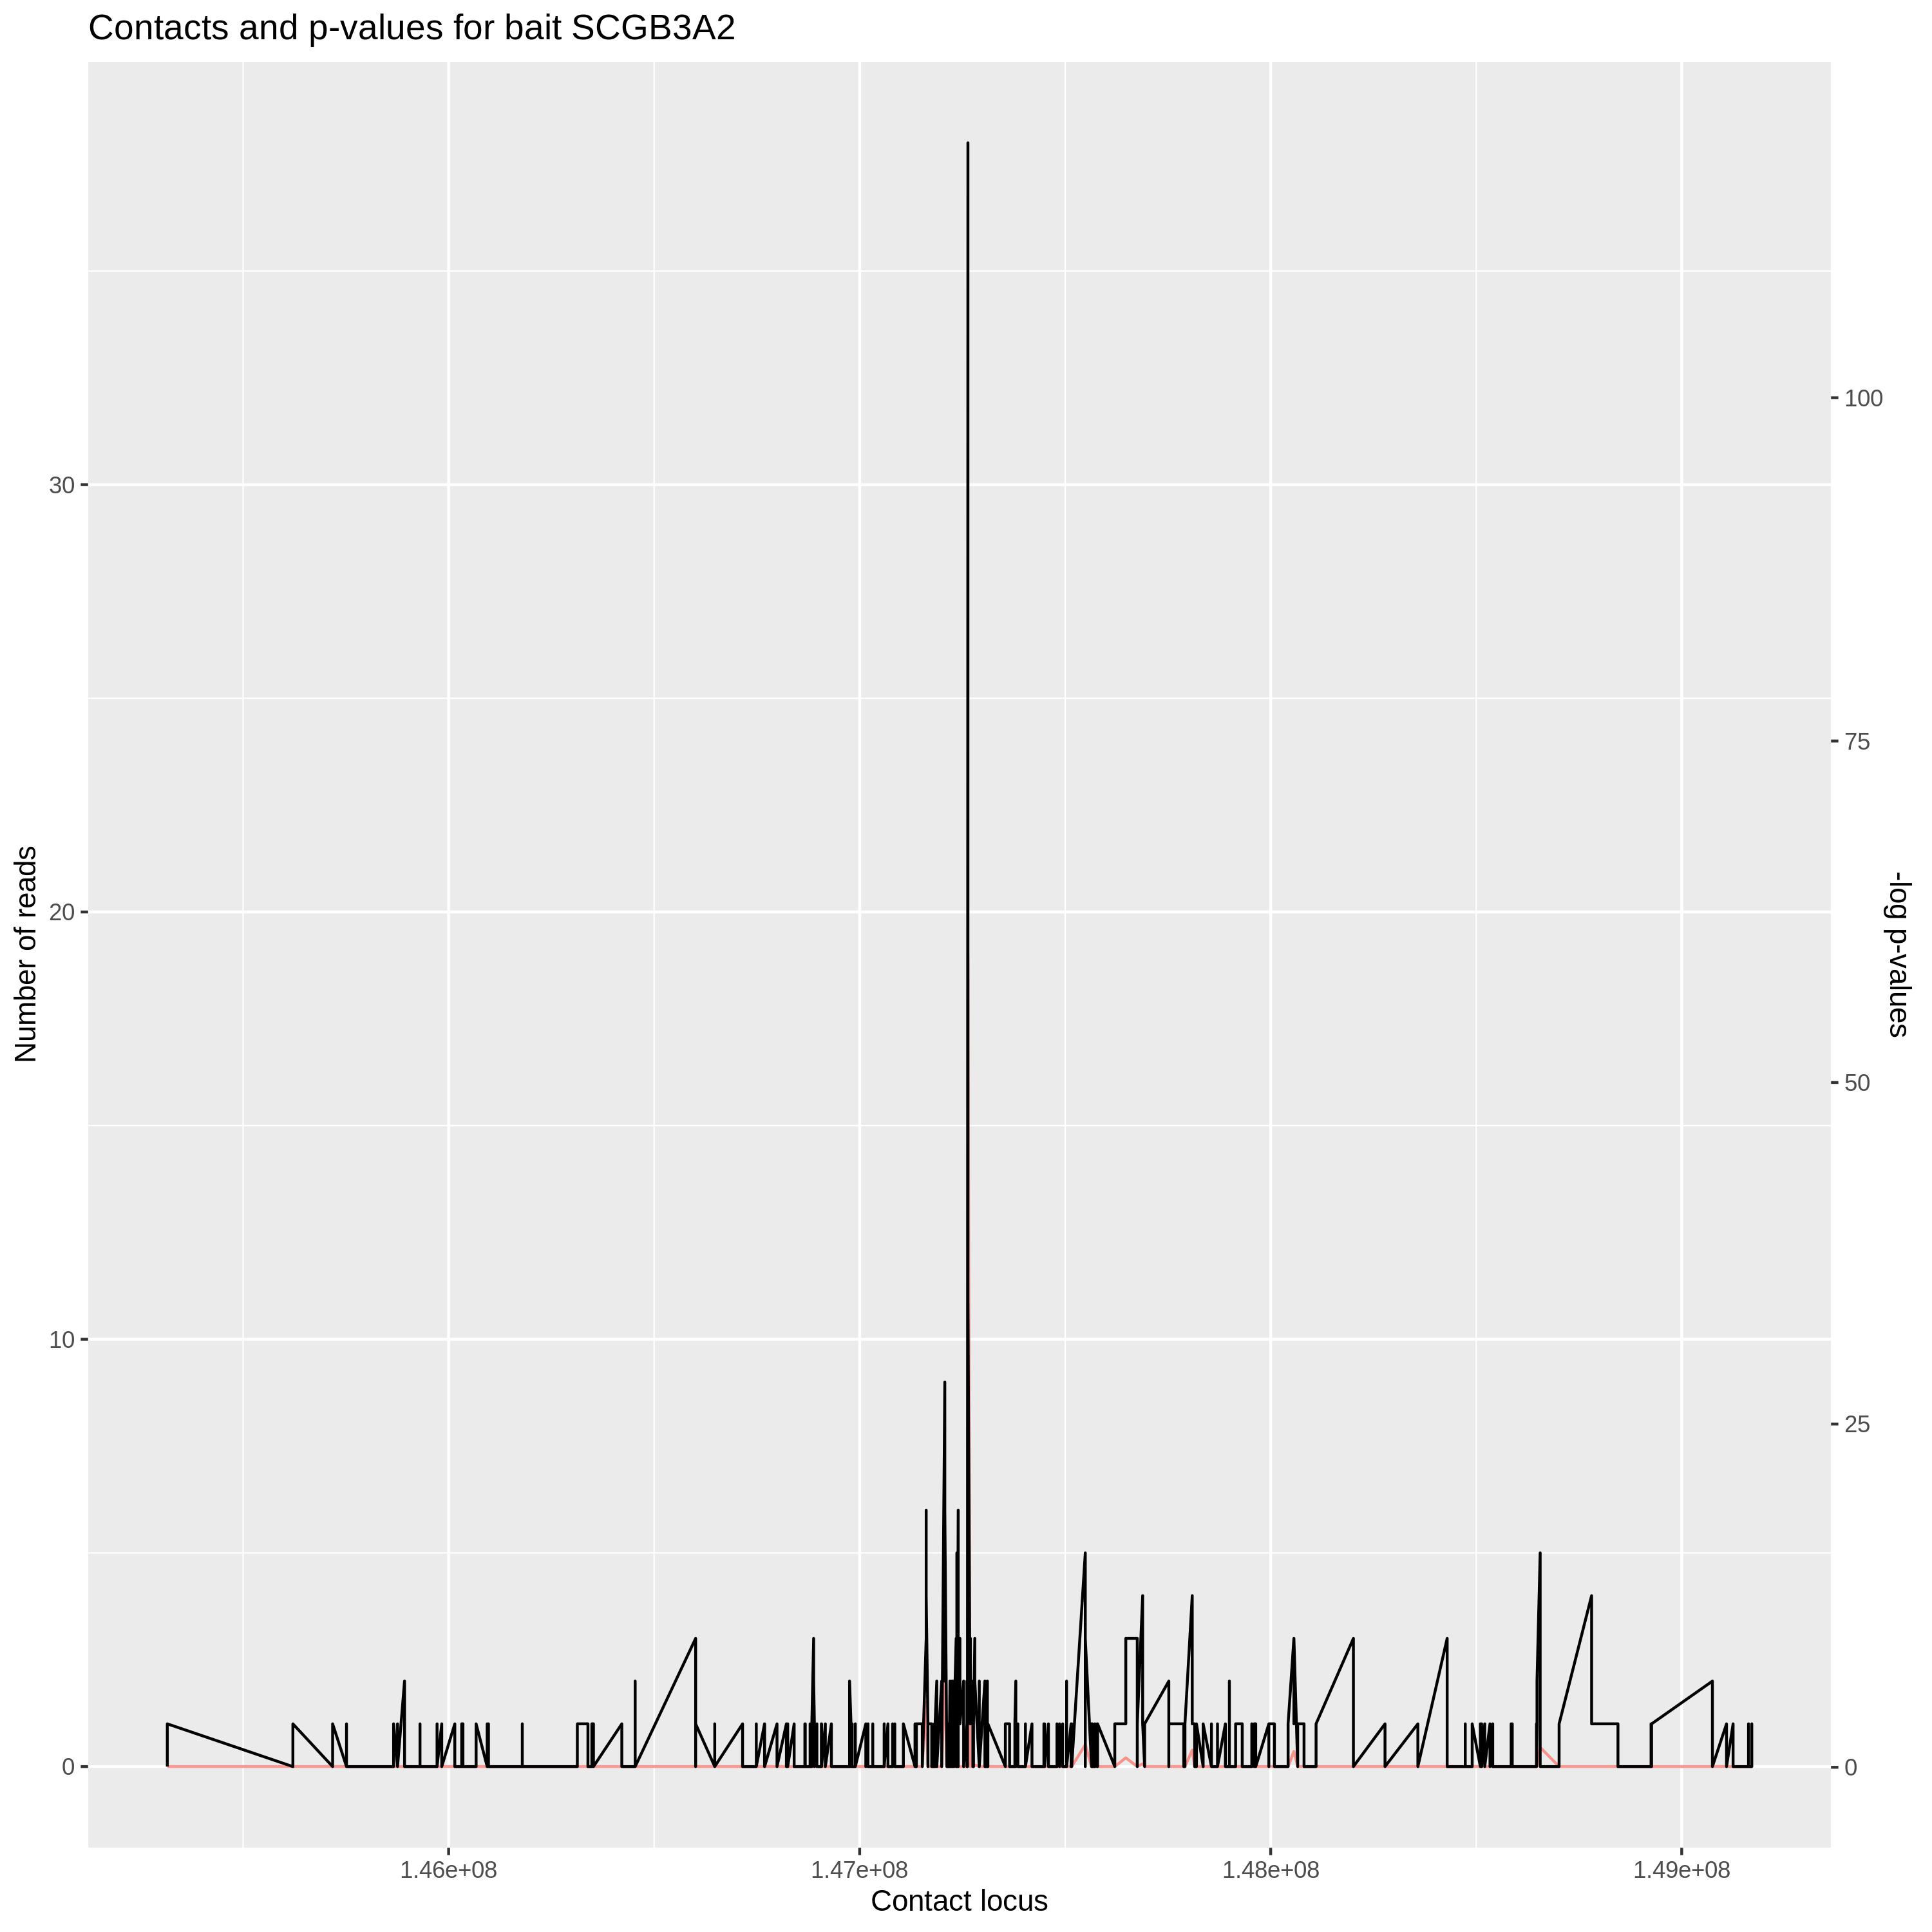 Contacts and p-values for bait SCGB3A2
Number of reads
30
20
10
0
100
75
50
25
0
-log p-values
1.46e+08
1.47e+08
1.48e+08
1.49e+08
Contact locus